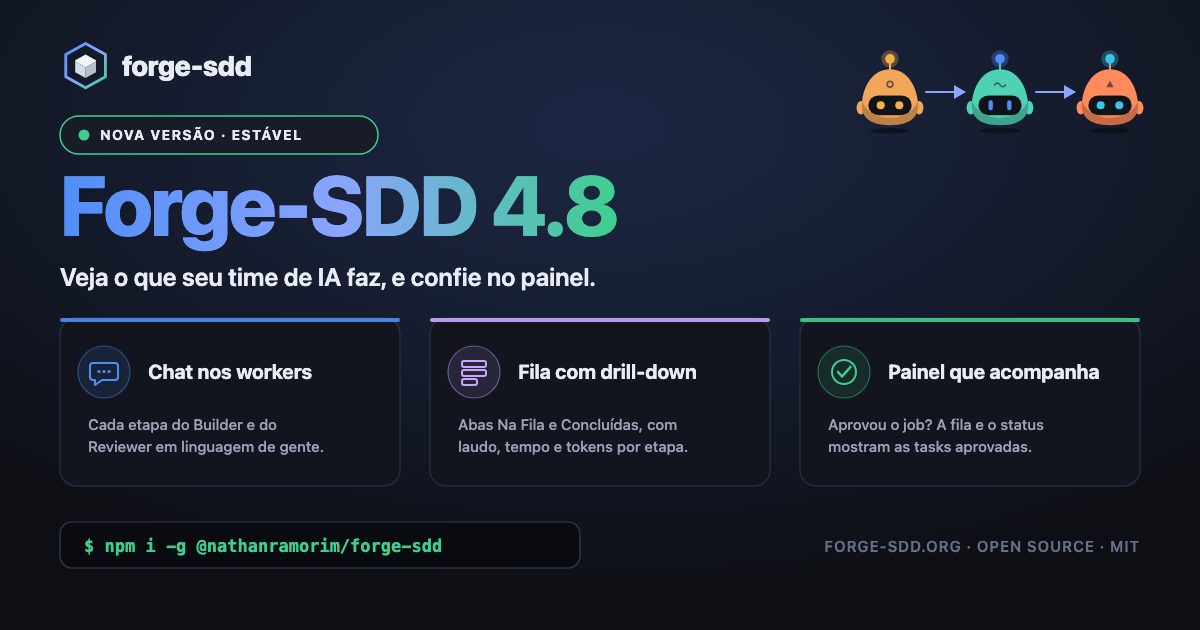 forge-sdd
NOVA VERSÃO · ESTÁVEL
Forge-SDD 4.8
Veja o que seu time de IA faz, e confie no painel.
Chat nos workers
Cada etapa do Builder e do
Reviewer em linguagem de gente.
Fila com drill-down
Abas Na Fila e Concluídas, com
laudo, tempo e tokens por etapa.
Painel que acompanha
Aprovou o job? A fila e o status
mostram as tasks aprovadas.
$ npm i -g @nathanramorim/forge-sdd
FORGE-SDD.ORG · OPEN SOURCE · MIT